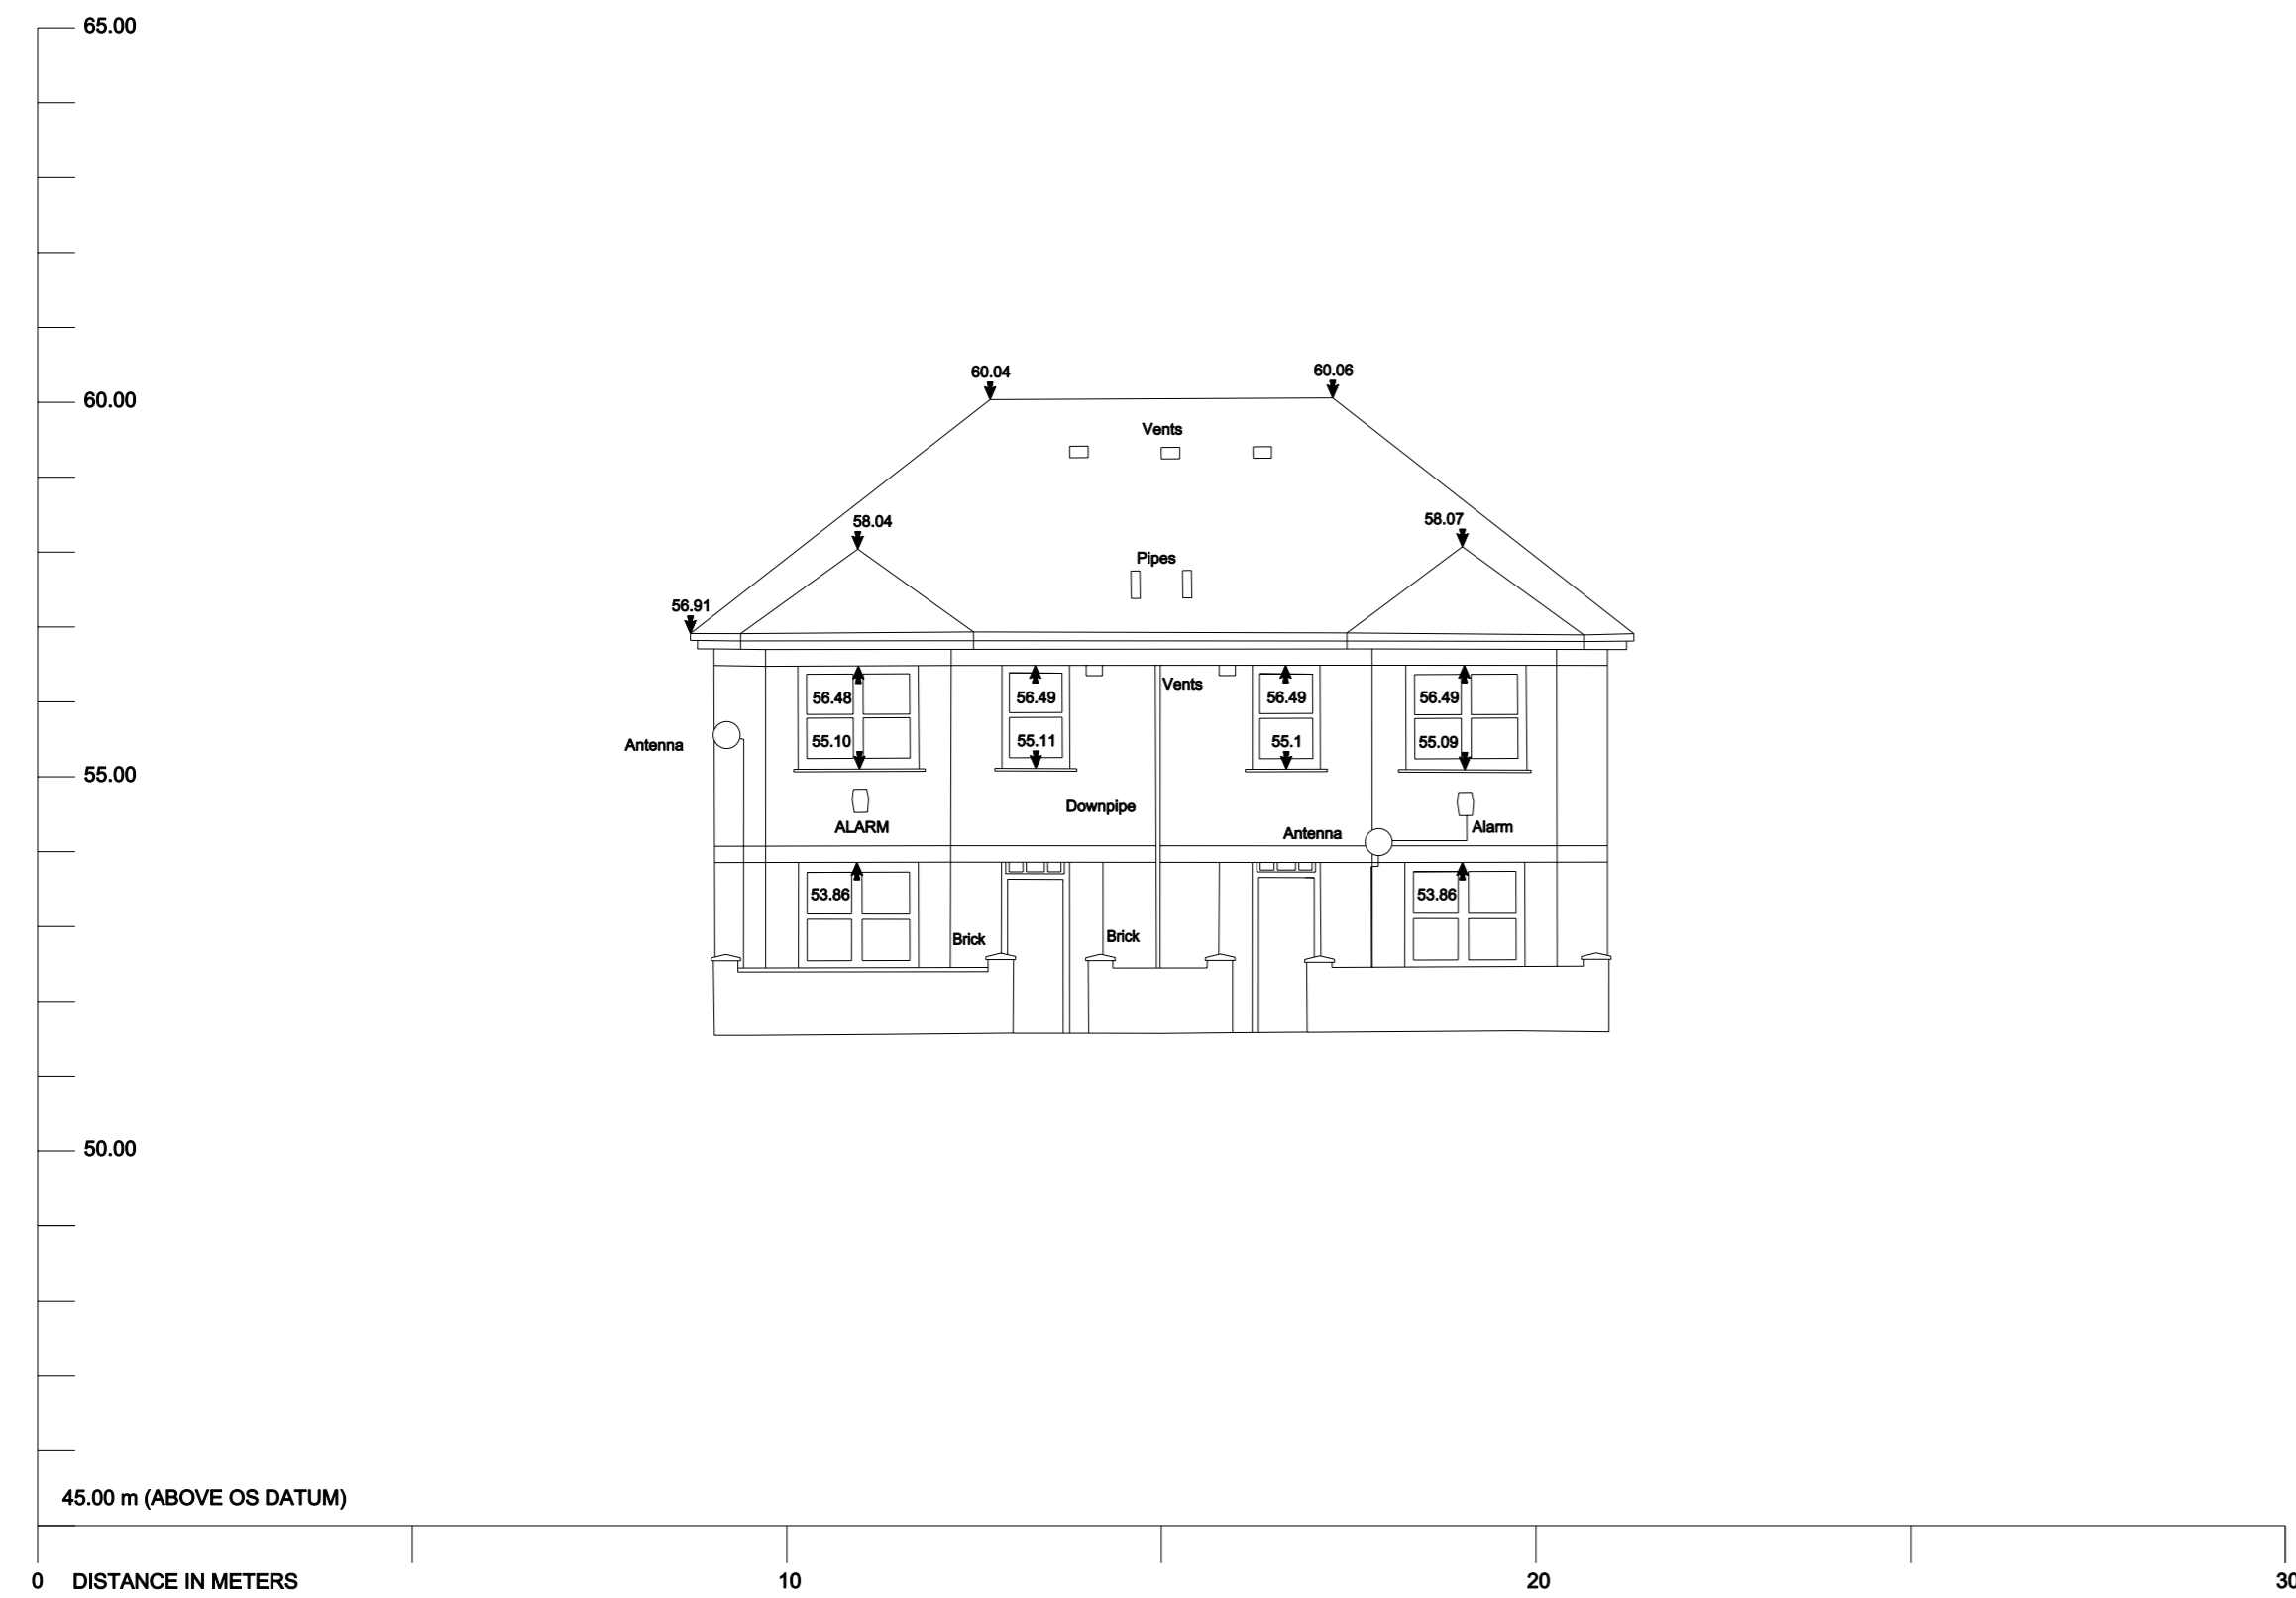 65.00
60.00
55.00
50.00
45.00 m (ABOVE OS DATUM)
60.04
60.06
Vents
58.04
58.07
Pipes
56.91
Vents
56.48
56.49
56.49
56.49
55.10
55.11
55.1
55.09
Antenna
Downpipe
ALARM
Antenna
Alarm
53.86
53.86
Brick
Brick
0
DISTANCE IN METERS
10
20
30